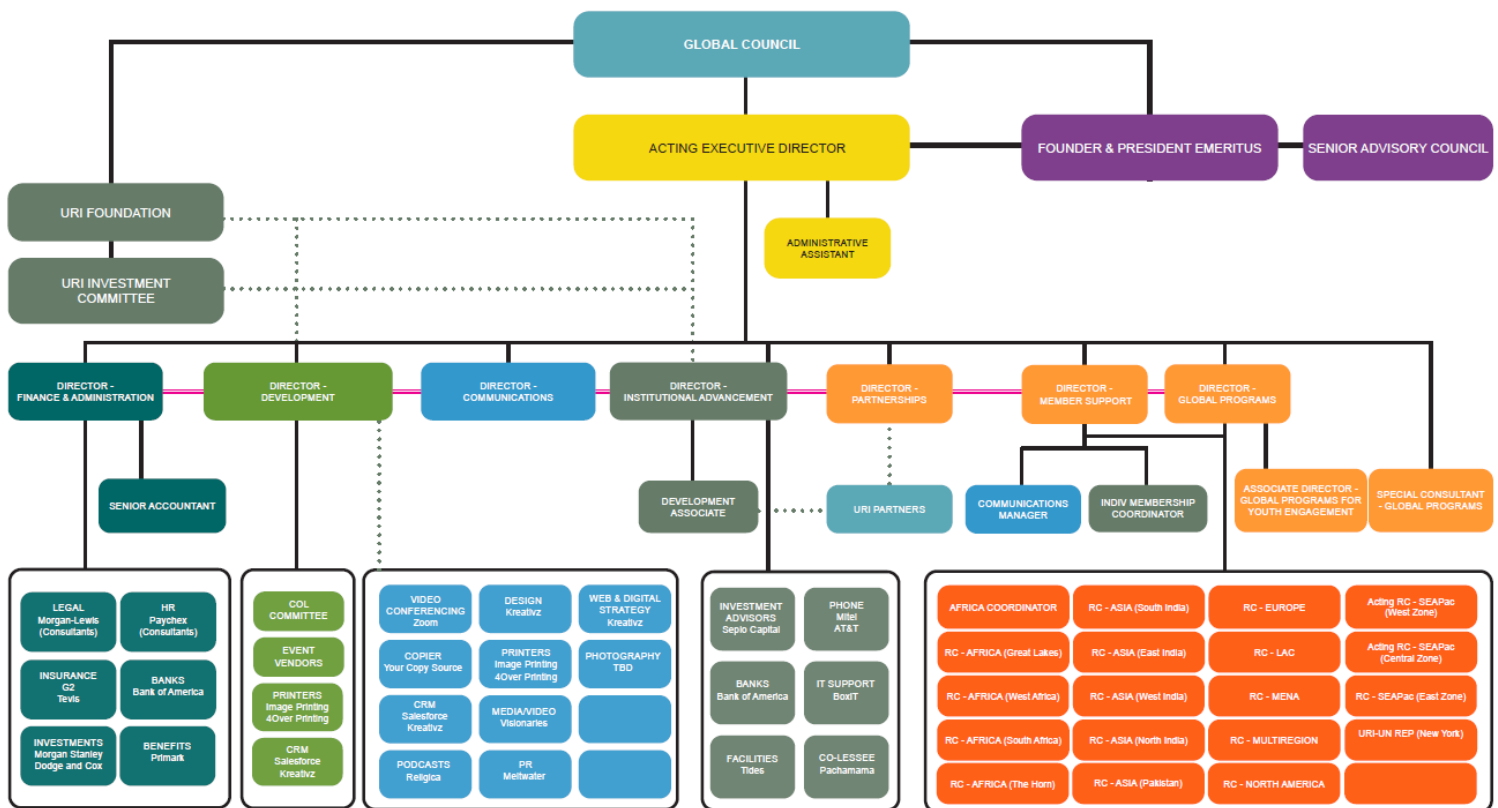 GLOBAL COUNCIL
ACTING EXECUTIVE DIRECTOR
FOUNDER & PRESIDENT EMERITUS
SENIOR ADVISORY COUNCIL
URI FOUNDATION
ADMINISTRATIVE
ASSISTANT
URI INVESTMENT
COMMITTEE
DIRECTOR -
FINANCE & ADMINISTRATION
DIRECTOR -
DEVELOPMENT
DIRECTOR -
COMMUNICATIONS
DIRECTOR -
INSTITUTIONAL ADVANCEMENT
DIRECTOR -
PARTNERSHIPS
DIRECTOR -
MEMBER SUPPORT
DIRECTOR -
GLOBAL PROGRAMS
SENIOR ACCOUNTANT
DEVELOPMENT
ASSOCIATE
URI PARTNERS
COMMUNICATIONS
MANAGER
INDIV MEMBERSHIP
COORDINATOR
ASSOCIATE DIRECTOR -
GLOBAL PROGRAMS FOR
YOUTH ENGAGEMENT
SPECIAL CONSULTANT
- GLOBAL PROGRAMS
LEGAL
Morgan-Lewis
(Consultants)
HR
Paychex
(Consultants)
INSURANCE
G2
Tevis
BANKS
Bank of America
INVESTMENTS
Morgan Stanley
Dodge and Cox
BENEFITS
Primark
COL
COMMITTEE
EVENT
VENDORS
PRINTERS
Image Printing
4Over Printing
CRM
Salesforce
Kreativz
VIDEO
CONFERENCING
Zoom
DESIGN
Kreativz
WEB & DIGITAL
STRATEGY
Kreativz
COPIER
Your Copy Source
PRINTERS
Image Printing
4Over Printing
PHOTOGRAPHY
TBD
CRM
Salesforce
Kreativz
MEDIA/VIDEO
Visionaries
PODCASTS
Religica
PR
Meltwater
INVESTMENT
ADVISORS
Sepio Capital
PHONE
Mitel
AT&T
BANKS
Bank of America
IT SUPPORT
BoxIT
FACILITIES
Tides
CO-LESSEE
Pachamama
AFRICA COORDINATOR
RC - ASIA (South India)
RC - EUROPE
Acting RC - SEAPac
(West Zone)
RC - AFRICA (Great Lakes)
RC - ASIA (East India)
RC - LAC
Acting RC - SEAPac
(Central Zone)
RC - AFRICA (West Africa)
RC - ASIA (West India)
RC - MENA
RC - SEAPac (East Zone)
RC - AFRICA (South Africa)
RC - ASIA (North India)
RC - MULTIREGION
URI-UN REP (New York)
RC - AFRICA (The Horn)
RC - ASIA (Pakistan)
RC - NORTH AMERICA